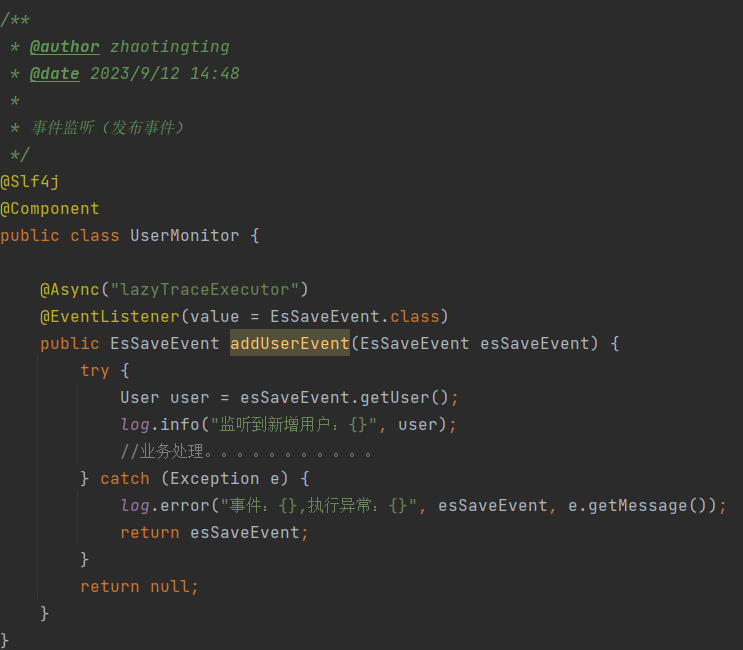 /**
 * @author zhaotingting
 * @date 2023/9/12 14:48
 *
 * 事件监听（发布事件）
 */
@Slf4j
@Component
public class UserMonitor {
    @Async("lazyTraceExecutor")
    @EventListener(value = EsSaveEvent.class)
    public EsSaveEvent addUserEvent(EsSaveEvent esSaveEvent) {
        try {
            User user = esSaveEvent.getUser();
            log.info("监听到新增用户：{}", user);
            //业务处理。。。。。。。。。。。
        } catch (Exception e) {
            log.error("事件：{},执行异常：{}", esSaveEvent, e.getMessage());
            return esSaveEvent;
        }
        return null;
    }
}